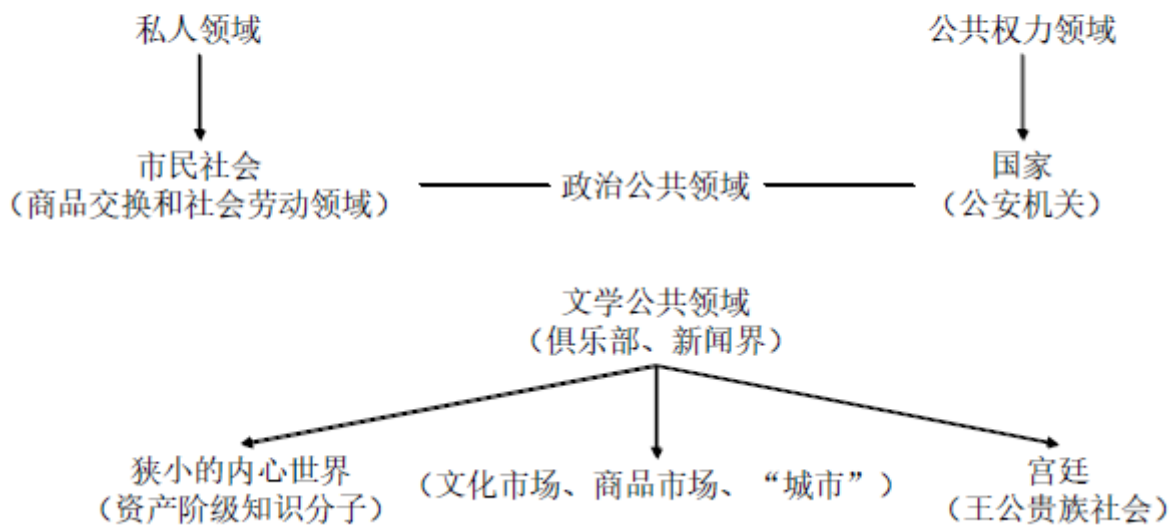 私人领域
公共权力领域
市民社会
（商品交换和社会劳动领域）
政治公共领域
国家
（公安机关）
文学公共领域
（俱乐部、新闻界）
狭小的内心世界
（资产阶级知识分子）
（文化市场、商品市场、“城市”）
宫廷
（王公贵族社会）